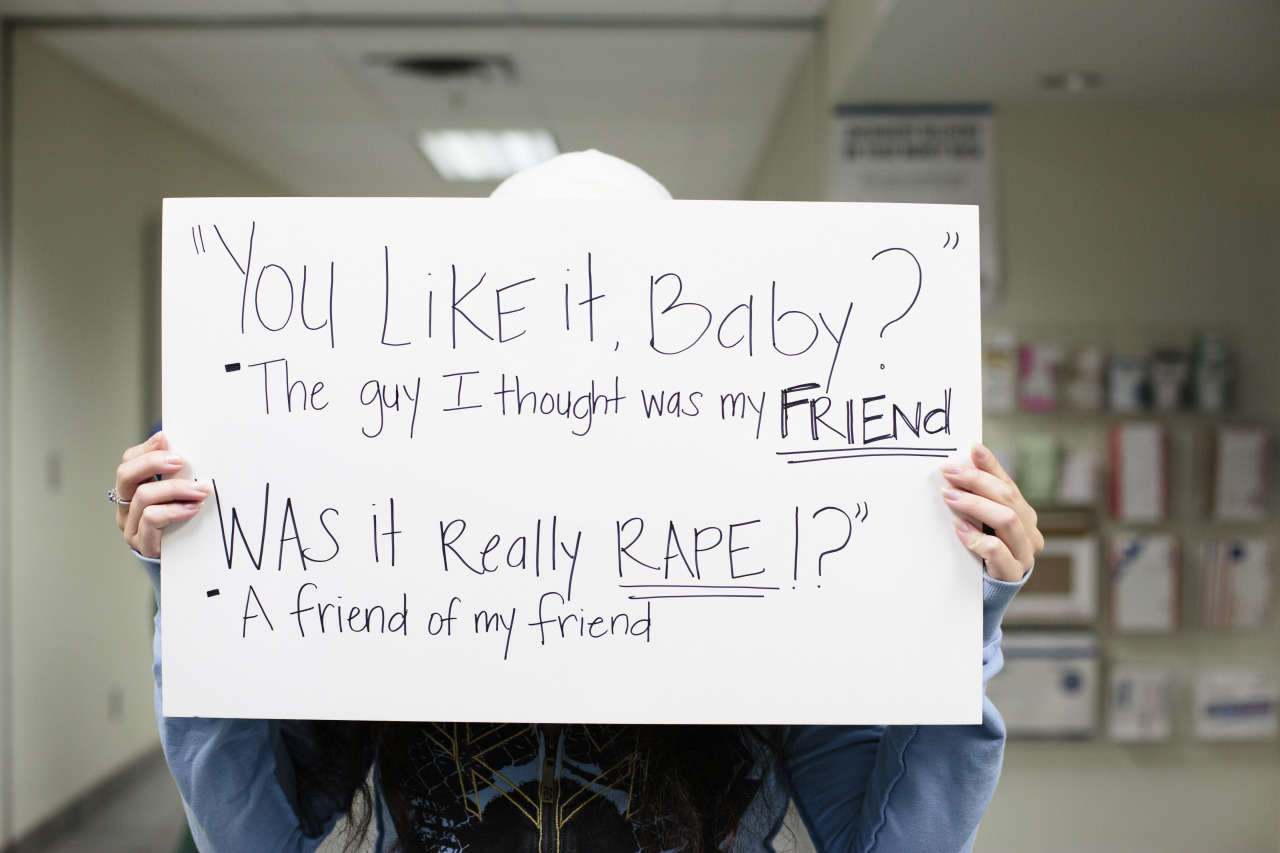 "You Like it, Baby?"
- The guy I thought was my FRIENd
WAS it Really RAPE!?"
- A friend of my friend